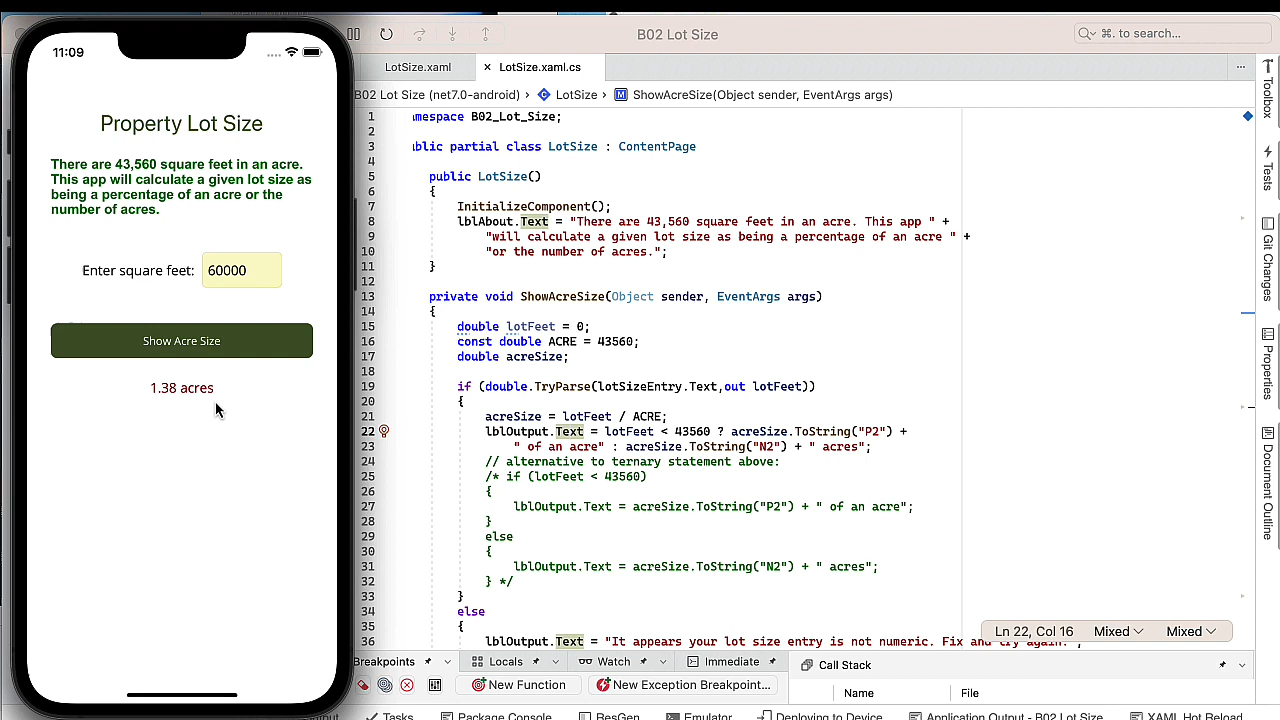 11:09
Property Lot Size
There are 43,560 square feet in an acre.
This app will calculate a given lot size as
being a percentage of an acre or the
number of acres.
Enter square feet: 60000
Show Acre Size
1.38 acres
B02 Lot Size
⌘. to search...
LotSize.xaml
× LotSize.xaml.cs
B02 Lot Size (net7.0-android) › LotSize › M ShowAcreSize(Object sender, EventArgs args)
1 amespace B02_Lot_Size;
2
3 ublic partial class LotSize : ContentPage
4
5 public LotSize()
6 {
7 InitializeComponent();
8 lblAbout.Text = "There are 43,560 square feet in an acre. This app " +
9 "will calculate a given lot size as being a percentage of an acre " +
10 "or the number of acres.";
11 }
12
13 private void ShowAcreSize(Object sender, EventArgs args)
14 {
15 double lotFeet = 0;
16 const double ACRE = 43560;
17 double acreSize;
18
19 if (double.TryParse(lotSizeEntry.Text,out lotFeet))
20 {
21 acreSize = lotFeet / ACRE;
22 lblOutput.Text = lotFeet < 43560 ? acreSize.ToString("P2") +
23 " of an acre" : acreSize.ToString("N2") + " acres";
24 // alternative to ternary statement above:
25 /* if (lotFeet < 43560)
26 {
27 lblOutput.Text = acreSize.ToString("P2") + " of an acre";
28 }
29 else
30 {
31 lblOutput.Text = acreSize.ToString("N2") + " acres";
32 } */
33 }
34 else
35 {
36 lblOutput.Text = "It appears your lot size entry is not numeric. Fix and try again.";
Ln 22, Col 16 Mixed Mixed
Toolbox
Tests
Git Changes
Properties
Document Outline
Breakpoints
Locals
Watch
Immediate
Call Stack
New Function
New Exception Breakpoint...
Name
File
Tasks
Package Console
ResGen
Emulator
Deploying to Device
Application Output - B02 Lot Size
XAML Hot Reload